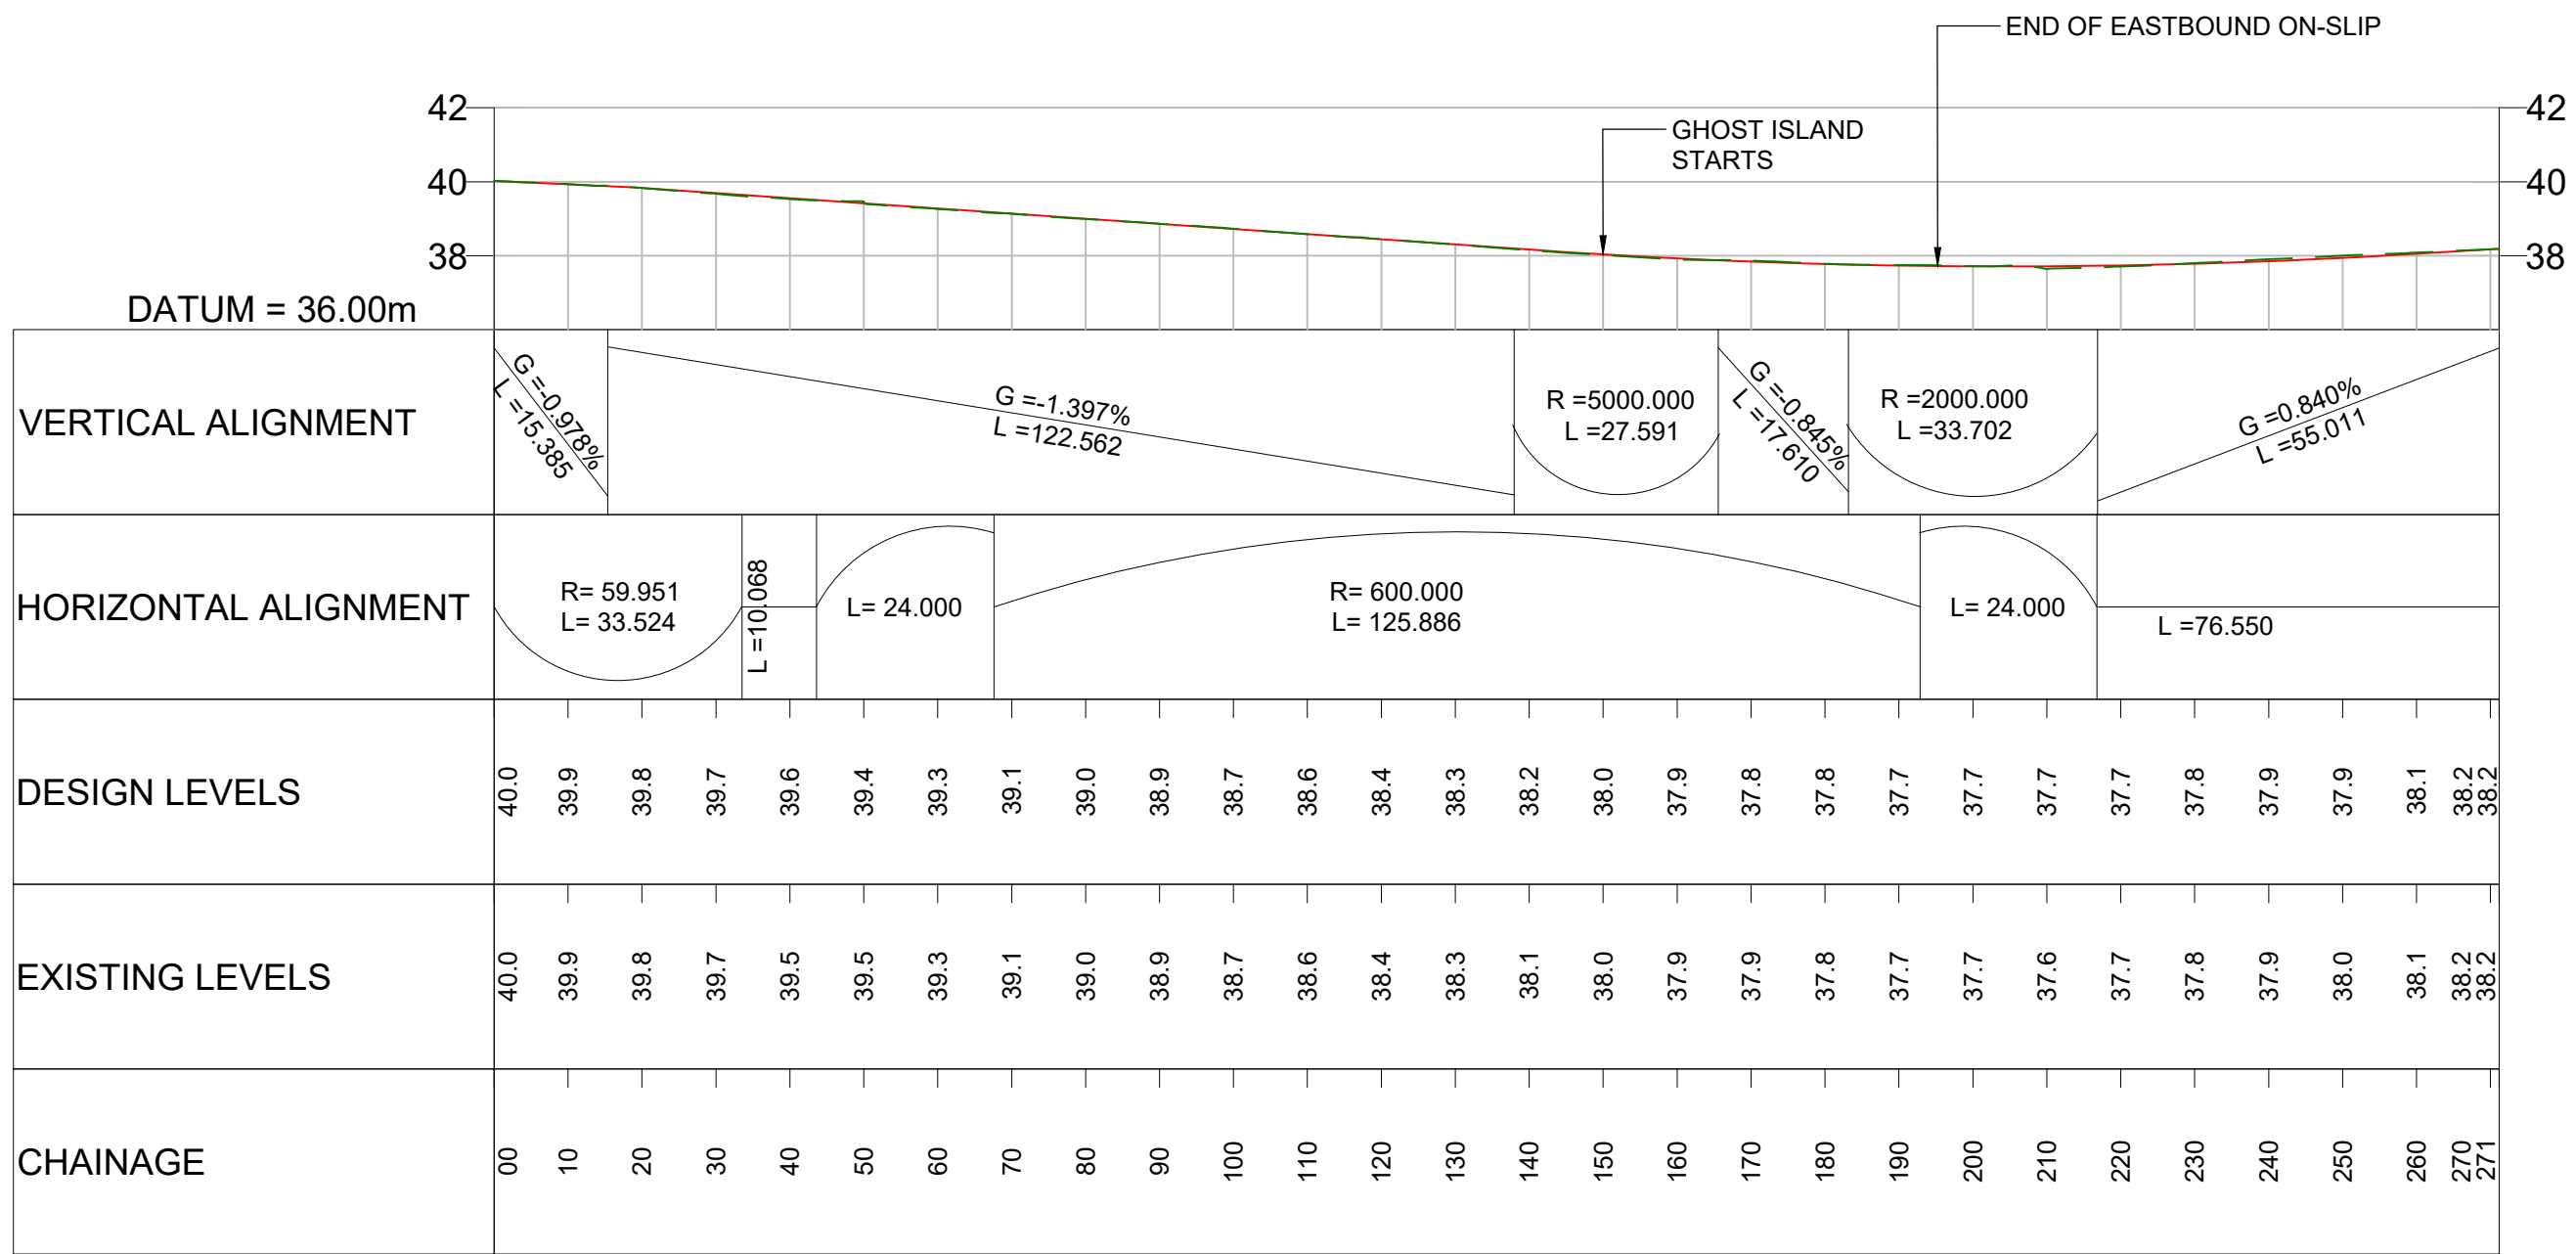 END OF EASTBOUND ON-SLIP
GHOST ISLAND
STARTS
42
42
40
40
38
38
DATUM = 36.00m
VERTICAL ALIGNMENT
G =-0.978%
L =15.385
G =-1.397%
L =122.562
R =5000.000
L =27.591
G =-0.845%
L =17.610
R =2000.000
L =33.702
G =0.840%
L =55.011
HORIZONTAL ALIGNMENT
R= 59.951
L= 33.524
L =10.068
L= 24.000
R= 600.000
L= 125.886
L= 24.000
L =76.550
DESIGN LEVELS
40.0 39.9 39.8 39.7 39.6 39.4 39.3 39.1 39.0 38.9 38.7 38.6 38.4 38.3 38.2 38.0 37.9 37.8 37.8 37.7 37.7 37.7 37.7 37.8 37.9 37.9 38.1 38.2 38.2
EXISTING LEVELS
40.0 39.9 39.8 39.7 39.5 39.5 39.3 39.1 39.0 38.9 38.7 38.6 38.4 38.3 38.1 38.0 37.9 37.9 37.8 37.7 37.7 37.6 37.7 37.8 37.9 38.0 38.1 38.2 38.2
CHAINAGE
00 10 20 30 40 50 60 70 80 90 100 110 120 130 140 150 160 170 180 190 200 210 220 230 240 250 260 270 271